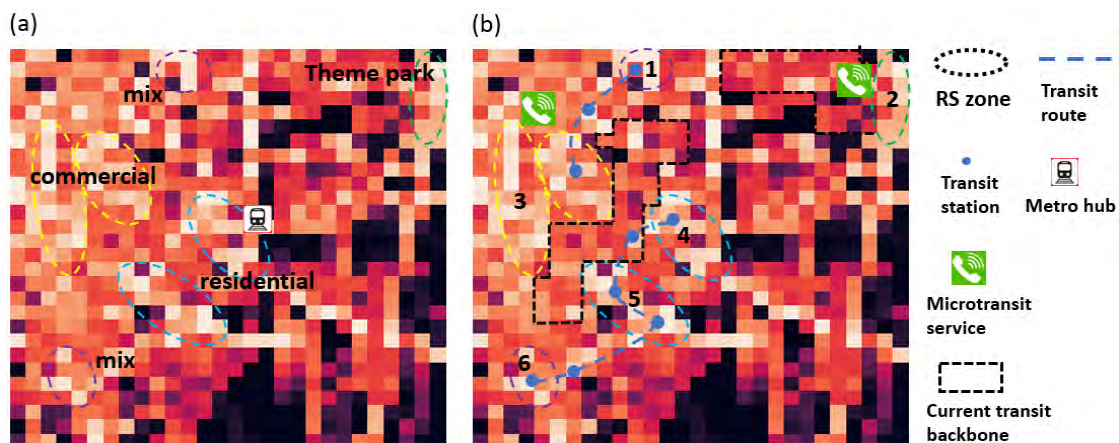 (a)
(b)
Theme park
mix
commercial
residential
mix
1
2
3
4
5
6
RS zone
Transit
route
Transit
station
Metro hub
Microtransit
service
Current transit
backbone